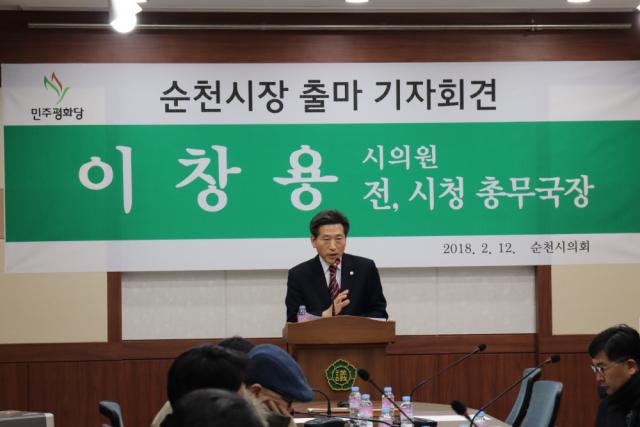 민주평화당
순천시장 출마 기자회견
이창용
시의원
전, 시청 총무국장
2018. 2. 12. 순천시의회